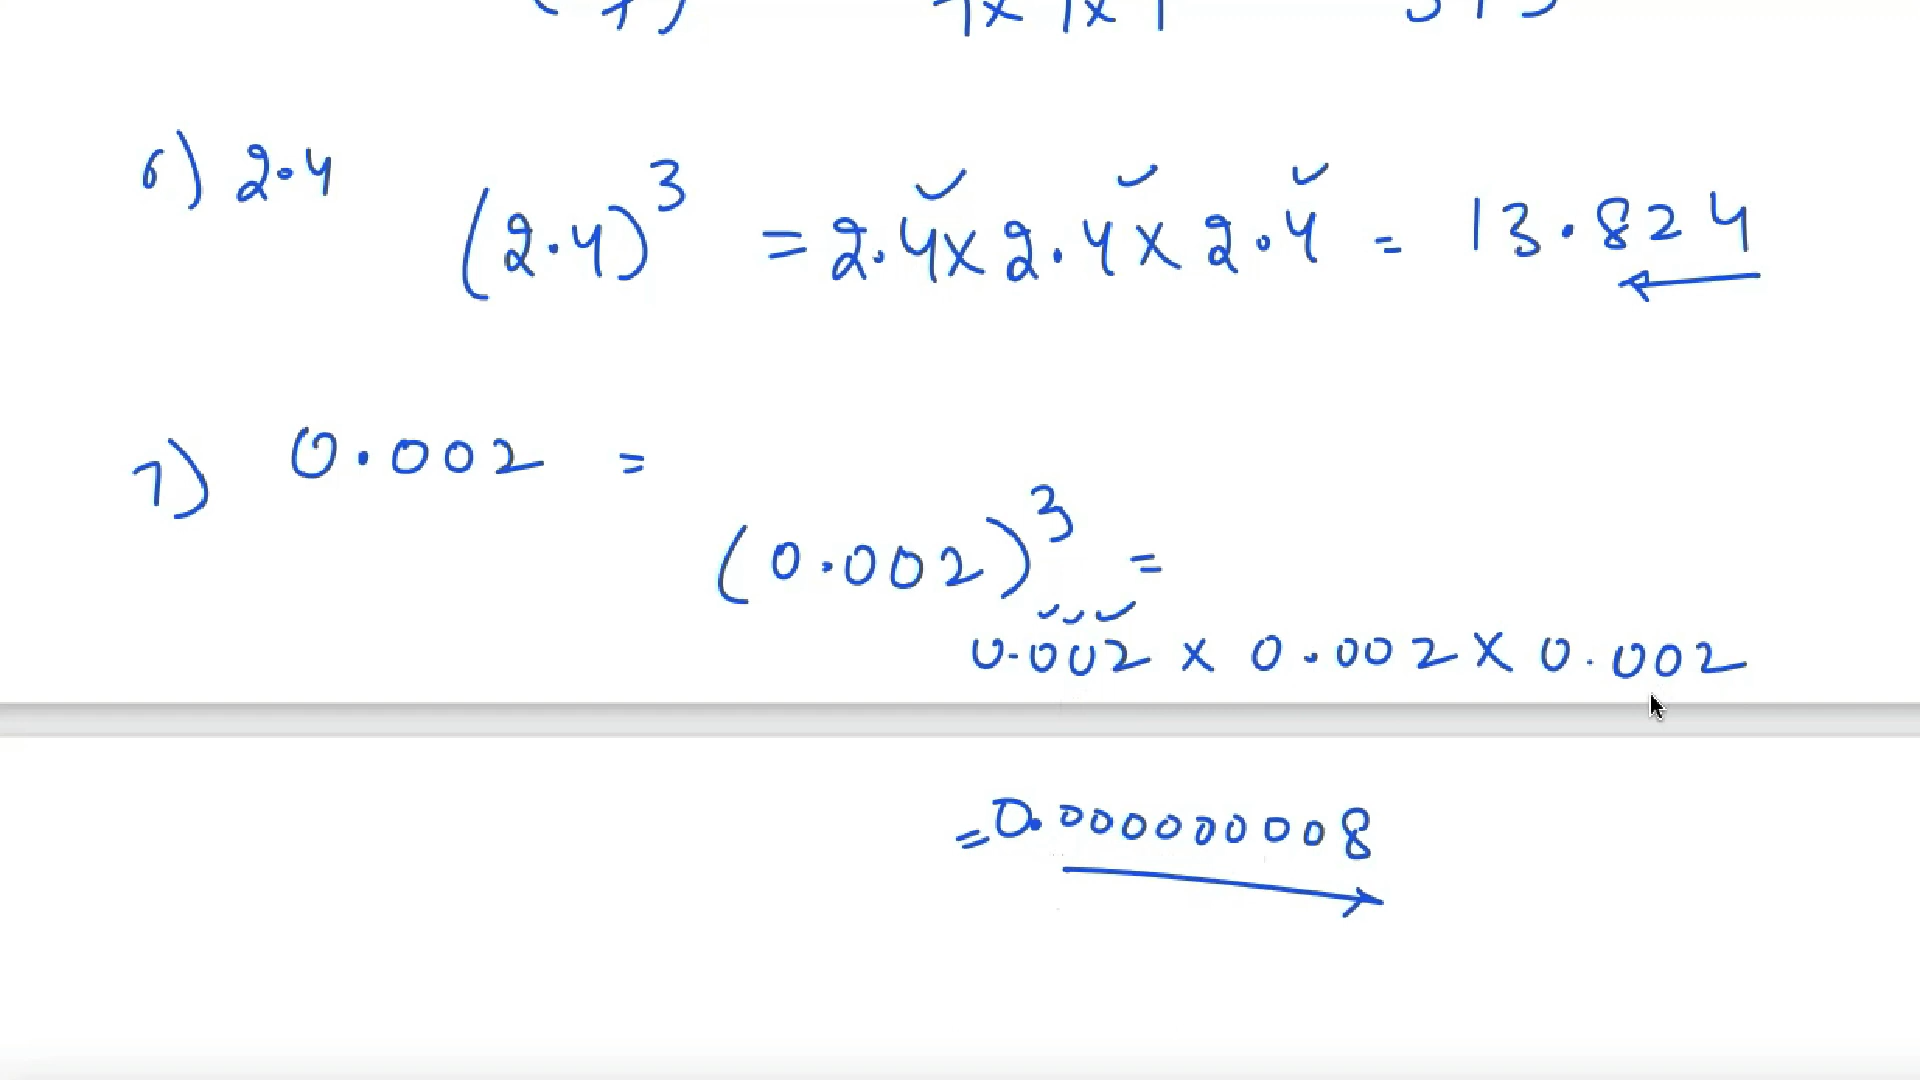 6) 2.4
(2.4)³ = 2.4 x 2.4 x 2.4 = 13.824
7) 0.002 =
(0.002)³ =
0.002 x 0.002 x 0.002
= 0.000000008